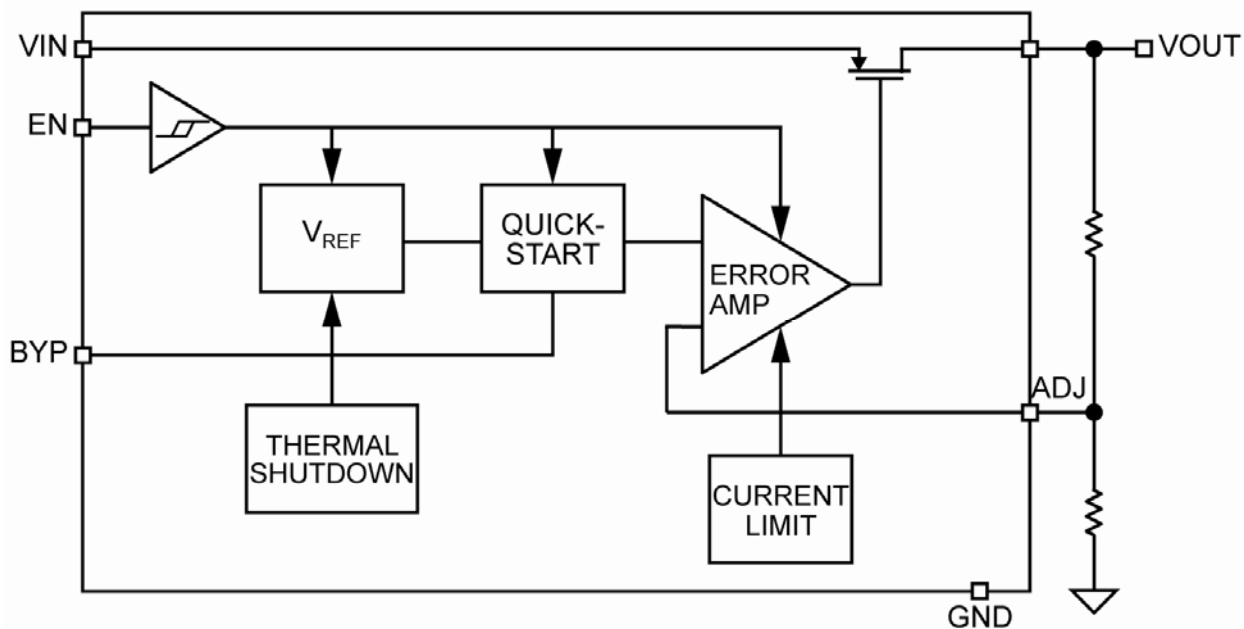 VIN
VOUT
EN
VREF
QUICK-
START
ERROR
AMP
BYP
ADJ
THERMAL
SHUTDOWN
CURRENT
LIMIT
GND